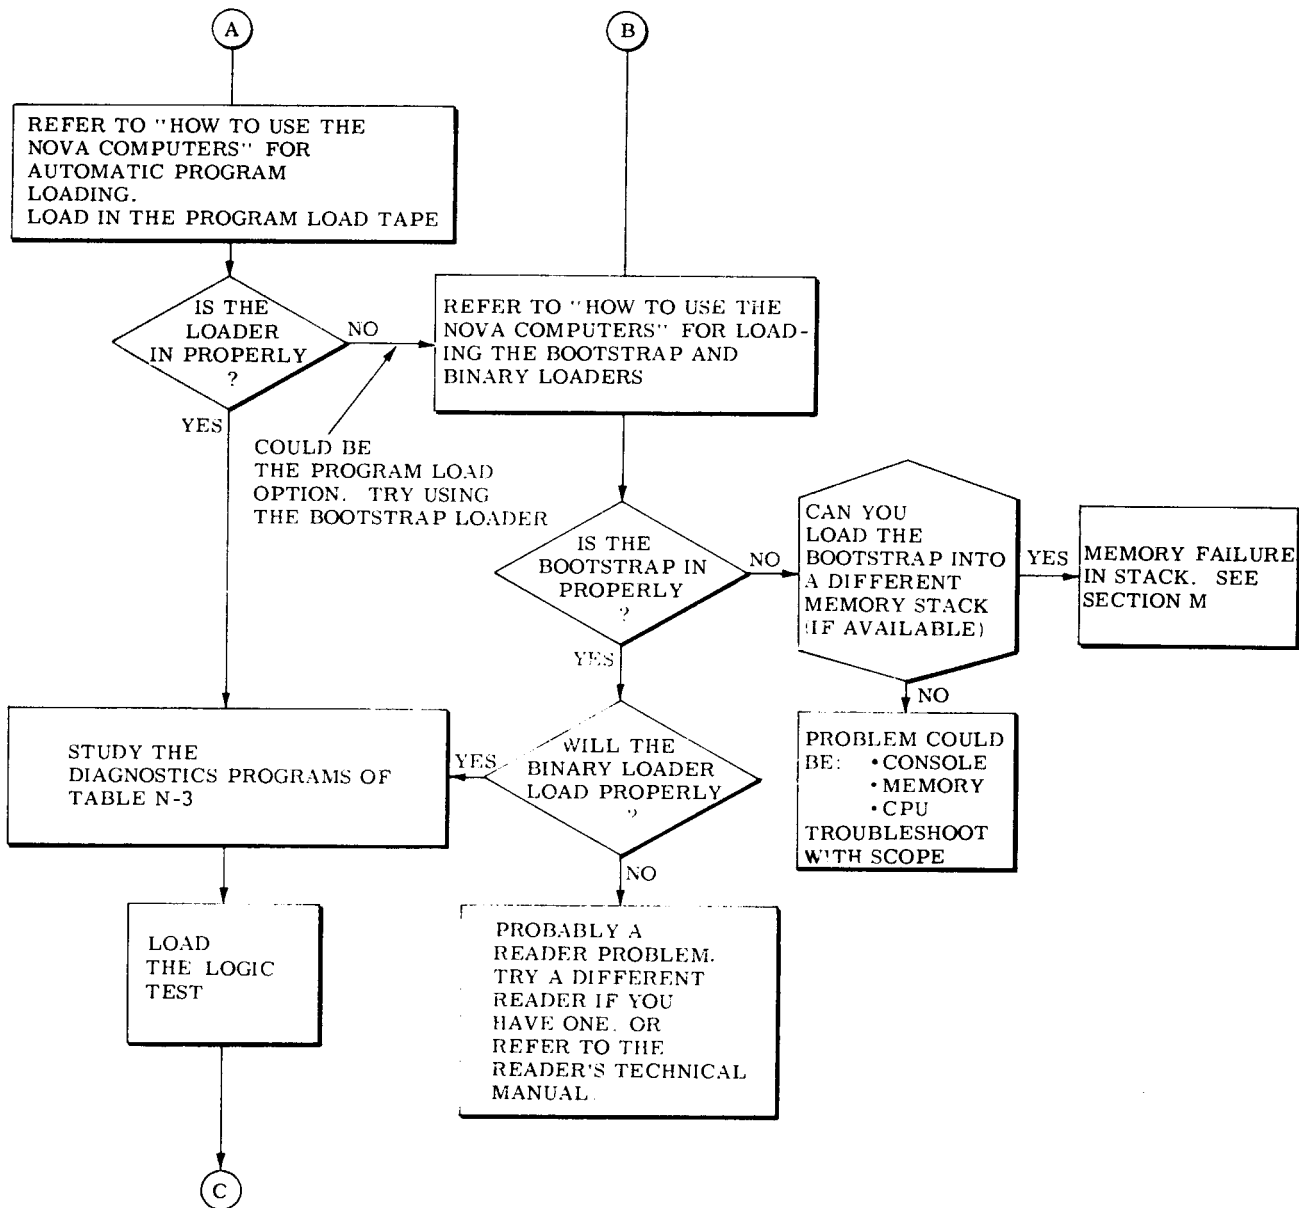 A
B
REFER TO "HOW TO USE THE
NOVA COMPUTERS" FOR
AUTOMATIC PROGRAM
LOADING.
LOAD IN THE PROGRAM LOAD TAPE
IS THE
LOADER
IN PROPERLY
?
NO
YES
COULD BE
THE PROGRAM LOAD
OPTION. TRY USING
THE BOOTSTRAP LOADER
REFER TO "HOW TO USE THE
NOVA COMPUTERS" FOR LOAD-
ING THE BOOTSTRAP AND
BINARY LOADERS
IS THE
BOOTSTRAP IN
PROPERLY
?
NO
YES
CAN YOU
LOAD THE
BOOTSTRAP INTO
A DIFFERENT
MEMORY STACK
(IF AVAILABLE)
YES
NO
MEMORY FAILURE
IN STACK. SEE
SECTION M
PROBLEM COULD
BE: • CONSOLE
• MEMORY
• CPU
TROUBLESHOOT
WITH SCOPE
WILL THE
BINARY LOADER
LOAD PROPERLY
?
YES
NO
STUDY THE
DIAGNOSTICS PROGRAMS OF
TABLE N-3
LOAD
THE LOGIC
TEST
PROBABLY A
READER PROBLEM.
TRY A DIFFERENT
READER IF YOU
HAVE ONE. OR
REFER TO THE
READER'S TECHNICAL
MANUAL.
C